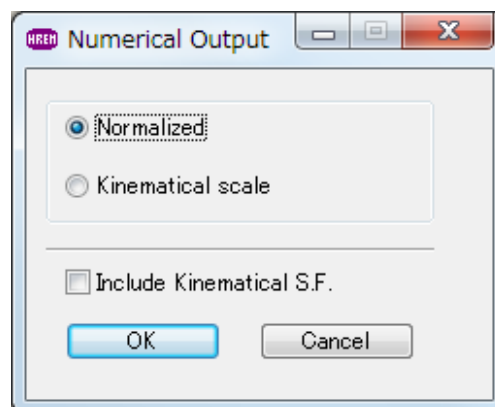 HREM Numerical Output
Normalized
Kinematical scale
Include Kinematical S.F.
OK Cancel